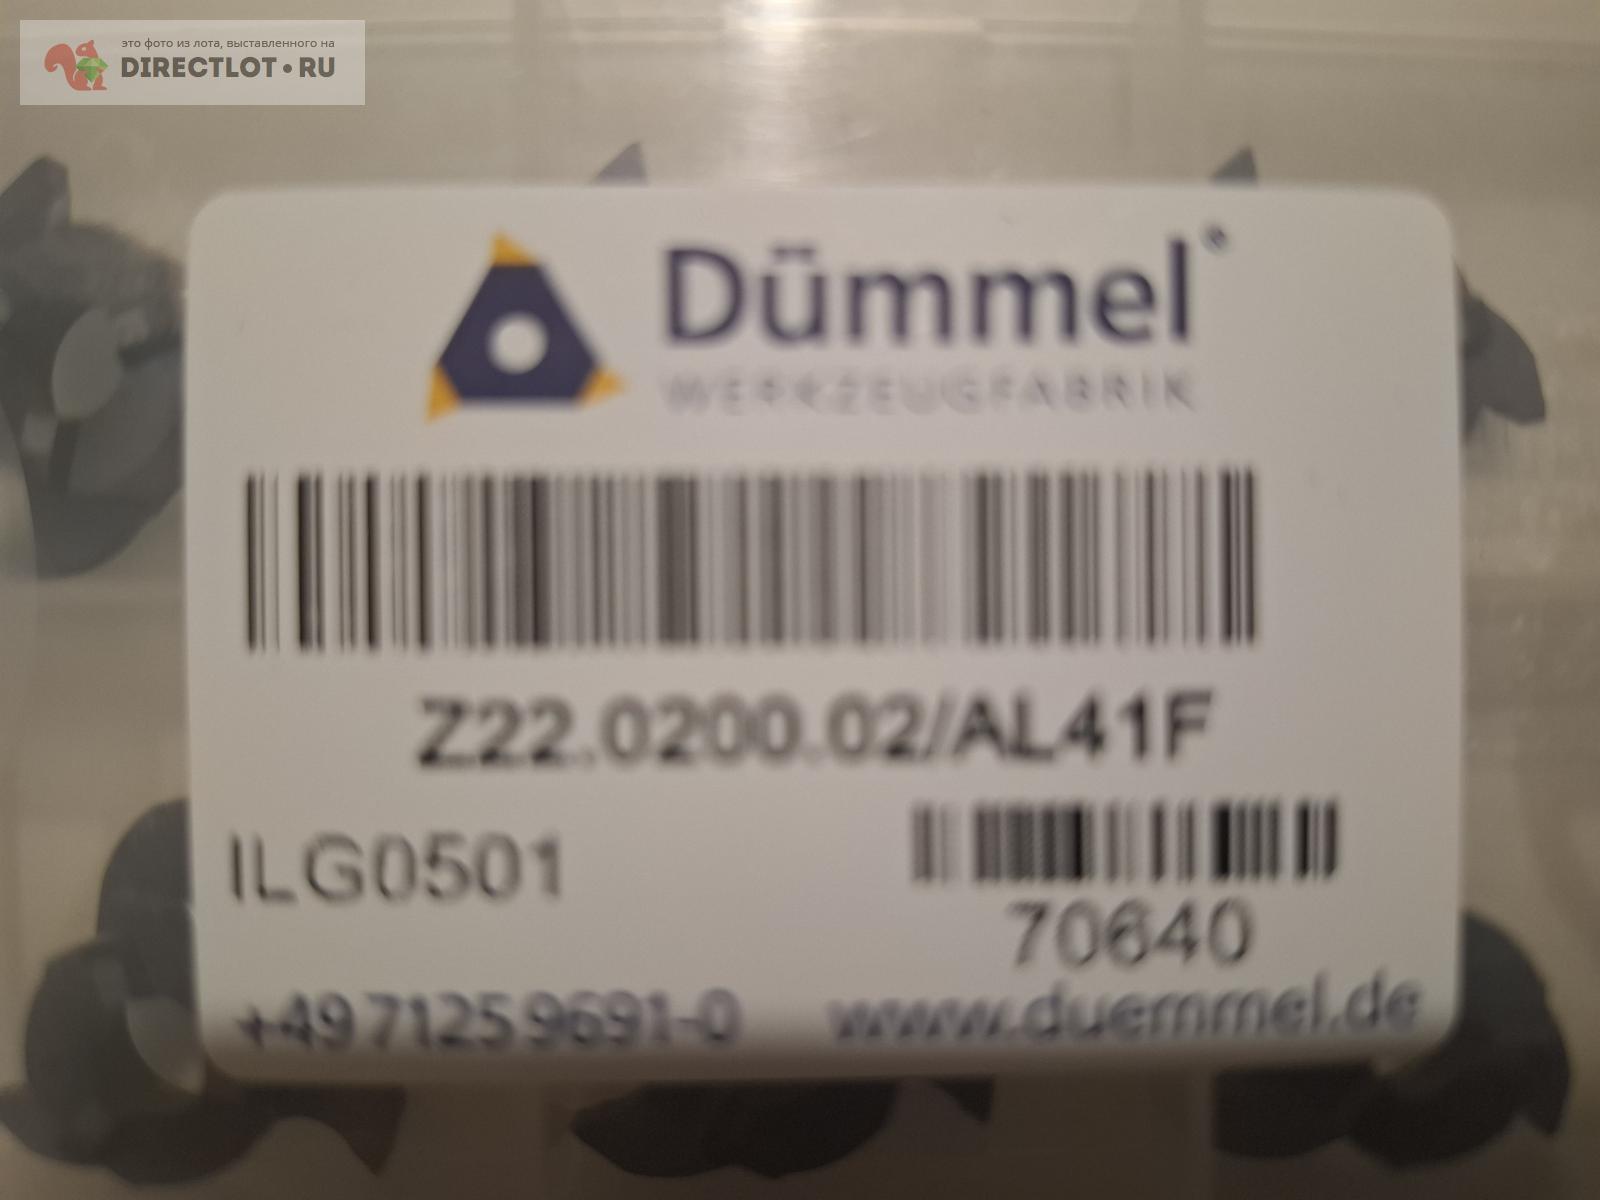 это фото из лота, выставленного на
DIRECTLOT•RU
Dümmel®
WERKZEUGFABRIK
Z22.0200.02/AL41F
ILG0501
70640
+49 7125 9691-0 www.duemmel.de